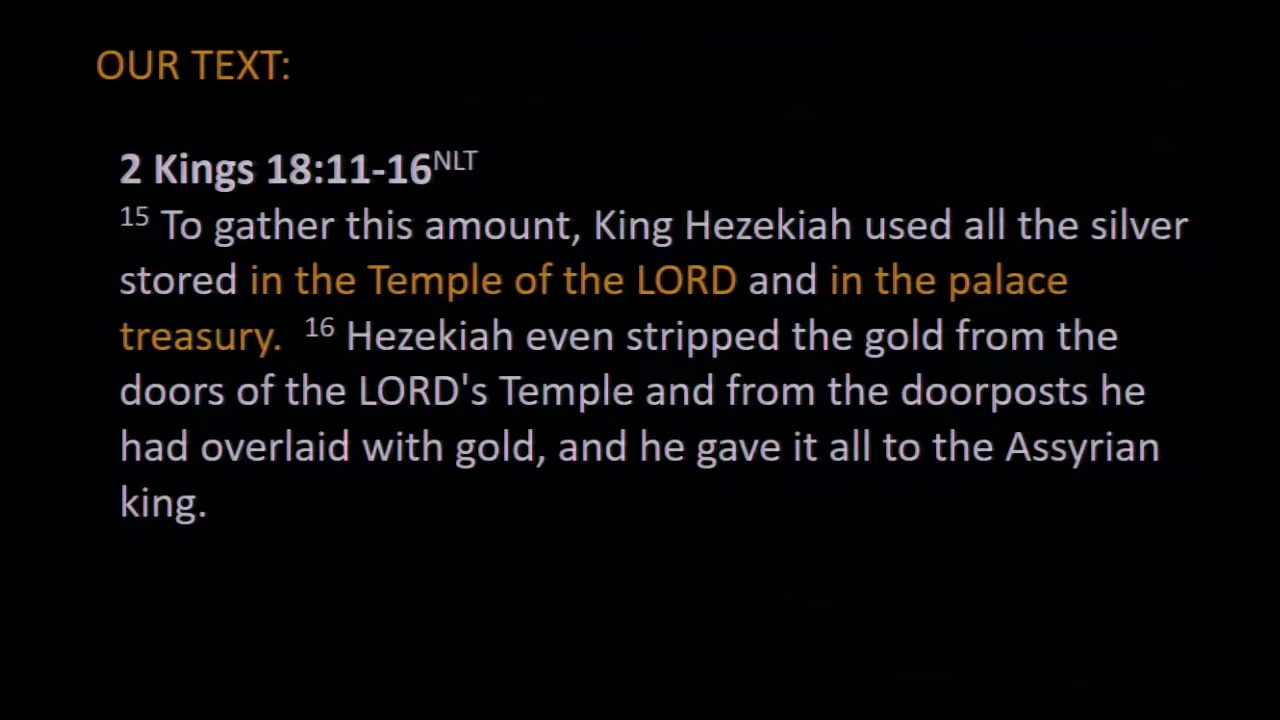 OUR TEXT:
2 Kings 18:11-16NLT
15 To gather this amount, King Hezekiah used all the silver
stored in the Temple of the LORD and in the palace
treasury. 16 Hezekiah even stripped the gold from the
doors of the LORD's Temple and from the doorposts he
had overlaid with gold, and he gave it all to the Assyrian
king.